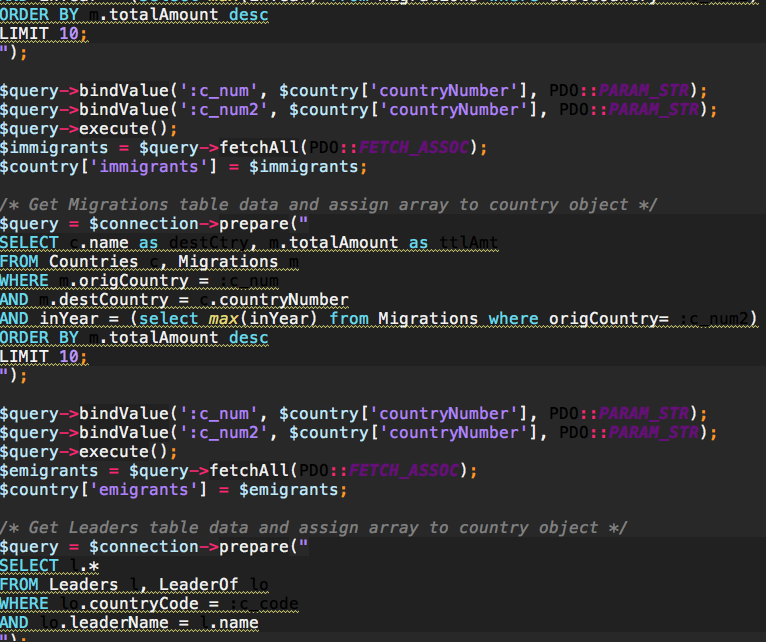 ORDER BY m.totalAmount desc
LIMIT 10;
");
$query->bindValue(':c_num', $country['countryNumber'], PDO::PARAM_STR);
$query->bindValue(':c_num2', $country['countryNumber'], PDO::PARAM_STR);
$query->execute();
$immigrants = $query->fetchAll(PDO::FETCH_ASSOC);
$country['immigrants'] = $immigrants;
/* Get Migrations table data and assign array to country object */
$query = $connection->prepare("
SELECT c.name as destCtry, m.totalAmount as ttlAmt
FROM Countries c, Migrations m
WHERE m.origCountry = :c_num
AND m.destCountry = c.countryNumber
AND inYear = (select max(inYear) from Migrations where origCountry= :c_num2)
ORDER BY m.totalAmount desc
LIMIT 10;
");
$query->bindValue(':c_num', $country['countryNumber'], PDO::PARAM_STR);
$query->bindValue(':c_num2', $country['countryNumber'], PDO::PARAM_STR);
$query->execute();
$emigrants = $query->fetchAll(PDO::FETCH_ASSOC);
$country['emigrants'] = $emigrants;
/* Get Leaders table data and assign array to country object */
$query = $connection->prepare("
SELECT l.*
FROM Leaders l, LeaderOf lo
WHERE lo.countryCode = :c_code
AND lo.leaderName = l.name
");